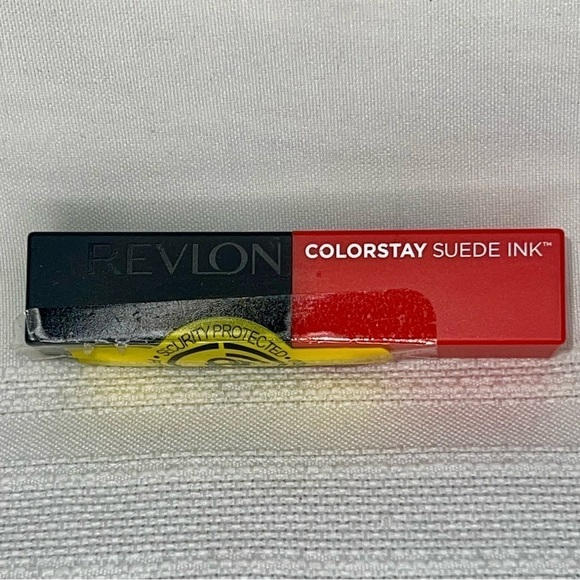 REVLON
COLORSTAY SUEDE INK™
SECURITY PROTECTED